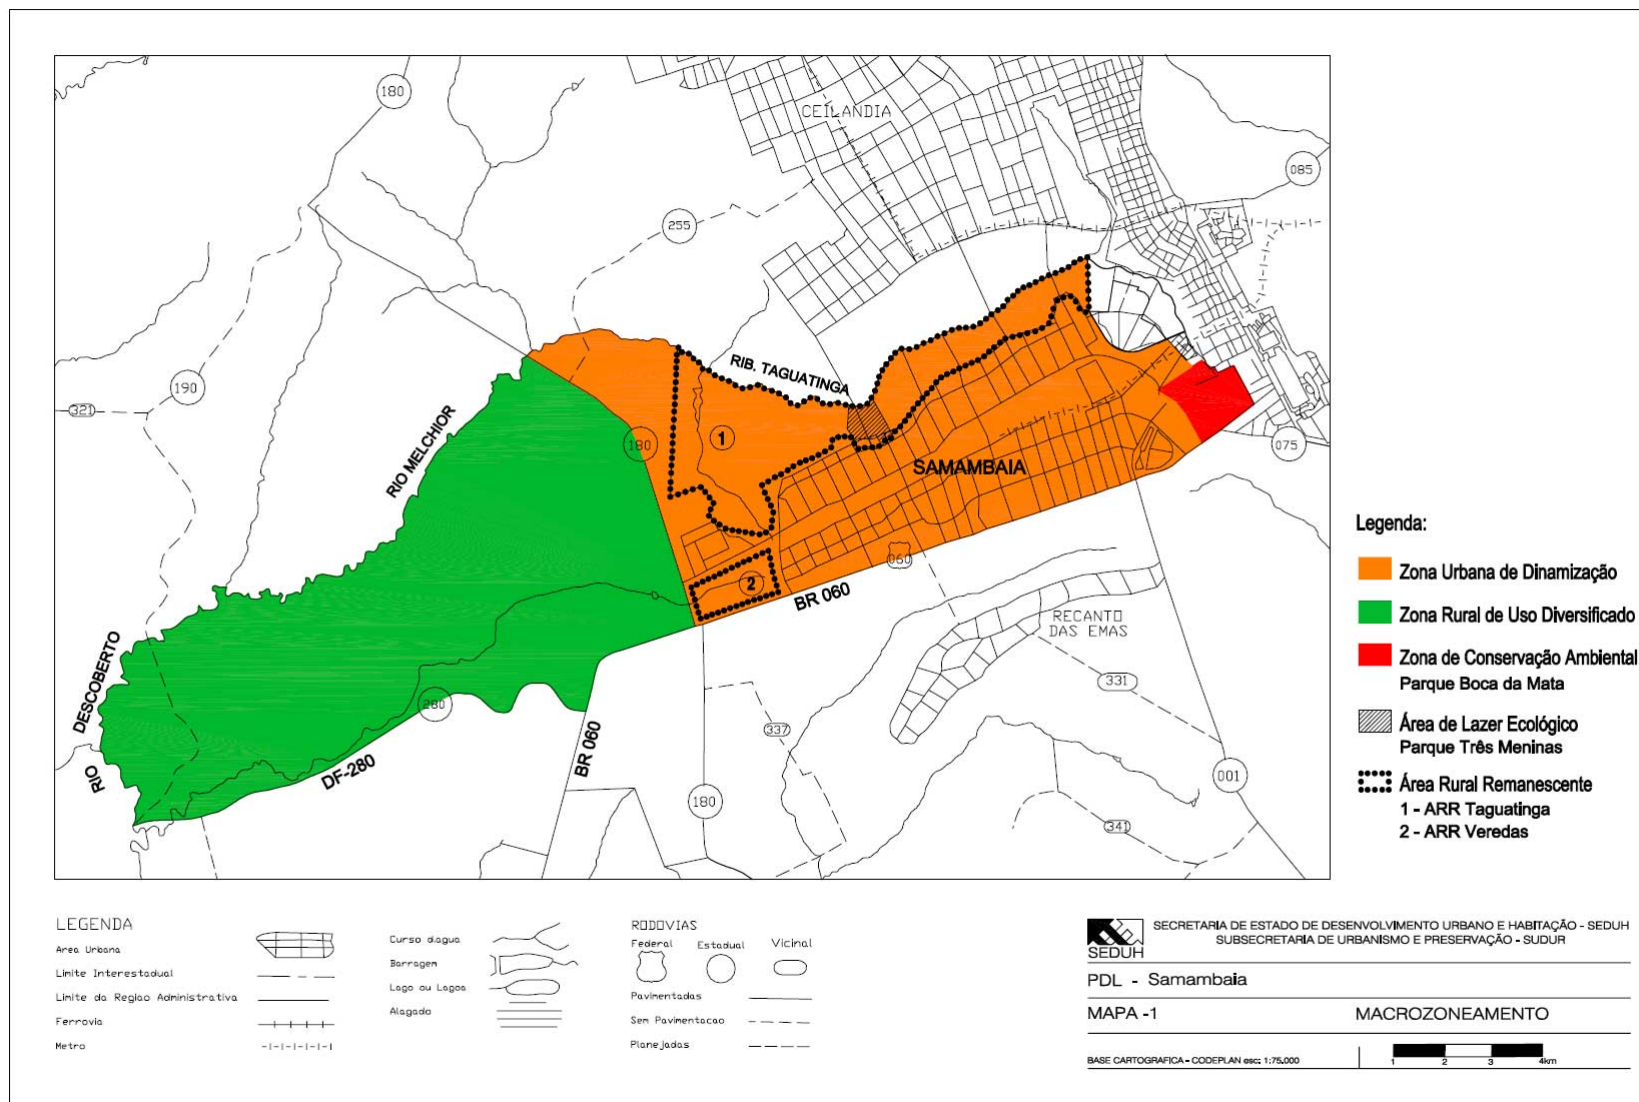 180
CEILANDIA
085
255
190
321
RIB. TAGUATINGA
RIO MELCHIOR
180
1
SAMAMBAIA
075
060
2
BR 060
RECANTO
DAS EMAS
RIO DESCOBERTO
280
331
337
BR 060
DF-280
180
001
341
Legenda:
Zona Urbana de Dinamização
Zona Rural de Uso Diversificado
Zona de Conservação Ambiental
Parque Boca da Mata
Área de Lazer Ecológico
Parque Três Meninas
Área Rural Remanescente
1 - ARR Taguatinga
2 - ARR Veredas
LEGENDA
Area Urbana
Limite Interestadual
Limite da Regiao Administrativa
Ferrovia
Metro
Curso dagua
Barragem
Lago ou Lagoa
Alagado
RODOVIAS
Federal Estadual Vicinal
Pavimentadas
Sem Pavimentacao
Planejadas
SEDUH
SECRETARIA DE ESTADO DE DESENVOLVIMENTO URBANO E HABITAÇÃO - SEDUH
SUBSECRETARIA DE URBANISMO E PRESERVAÇÃO - SUDUR
PDL - Samambaia
MAPA -1 MACROZONEAMENTO
BASE CARTOGRAFICA - CODEPLAN esc: 1:75.000
1 2 3 4km